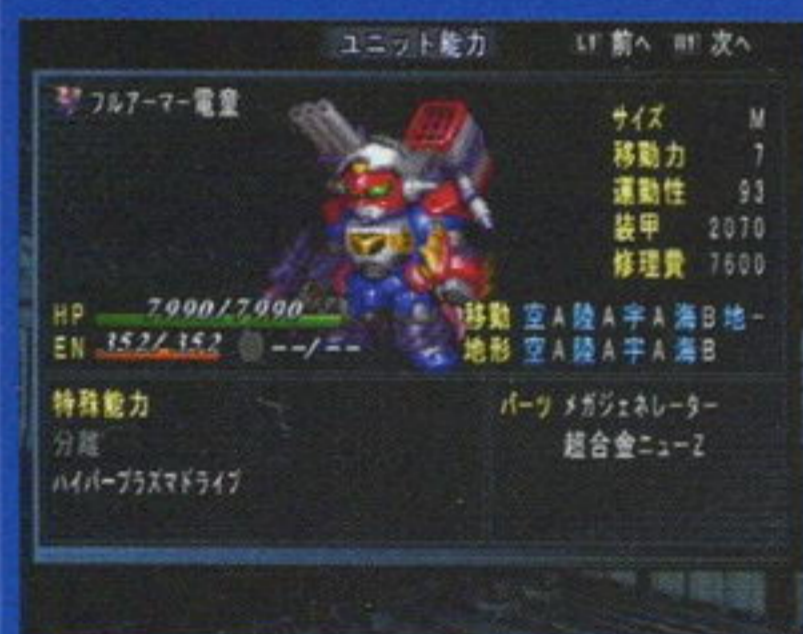 ユニット能力 L1 前へ R1 次へ
フルアーマー電童
サイズ M
移動力 7
運動性 93
装甲 2070
修理費 7600
HP 7990/7990
EN 352/352 --/--
移動 空A陸A宇A海B地-
地形 空A陸A宇A海B
特殊能力
分離
ハイパープラズマドライブ
パーツ メガジェネレーター
超合金ニューZ